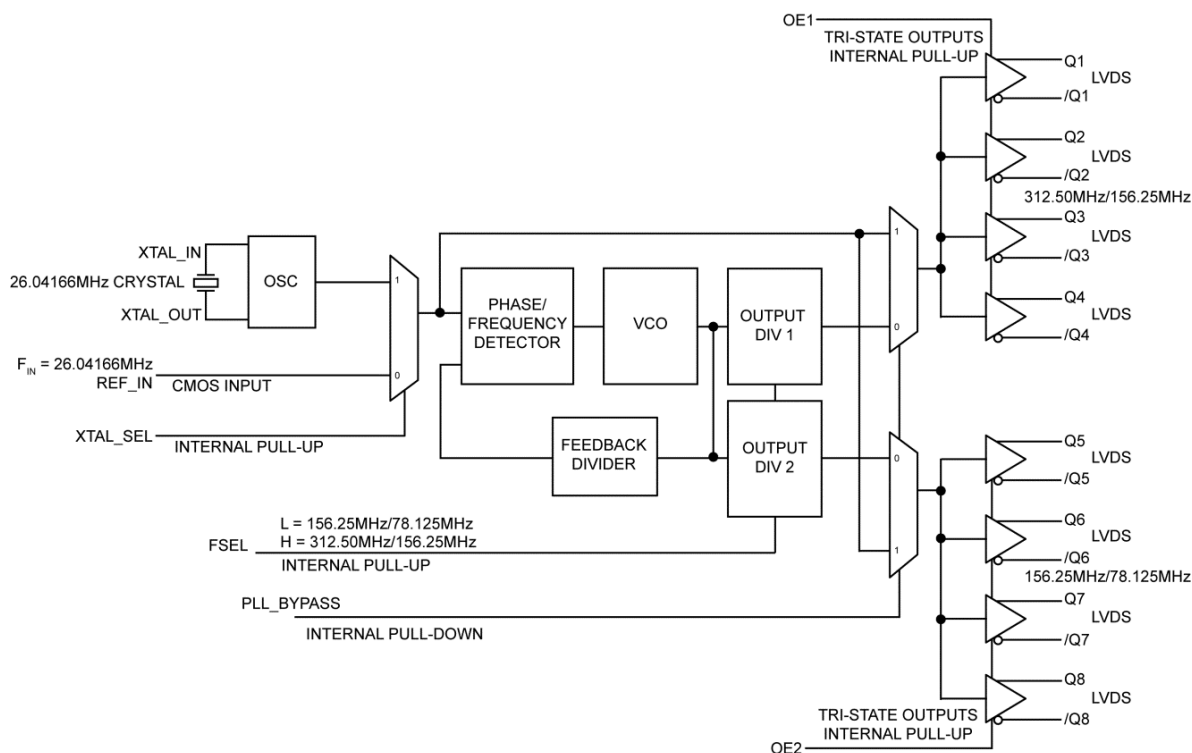 OE1
TRI-STATE OUTPUTS
INTERNAL PULL-UP
Q1
LVDS
/Q1
Q2
LVDS
/Q2
312.50MHz/156.25MHz
Q3
LVDS
/Q3
Q4
LVDS
/Q4
XTAL_IN
26.04166MHz CRYSTAL
XTAL_OUT
OSC
1
0
F_IN = 26.04166MHz
REF_IN
CMOS INPUT
XTAL_SEL
INTERNAL PULL-UP
PHASE/
FREQUENCY
DETECTOR
VCO
OUTPUT
DIV 1
1
0
FEEDBACK
DIVIDER
OUTPUT
DIV 2
0
1
L = 156.25MHz/78.125MHz
H = 312.50MHz/156.25MHz
FSEL
INTERNAL PULL-UP
PLL_BYPASS
INTERNAL PULL-DOWN
Q5
LVDS
/Q5
Q6
LVDS
/Q6
156.25MHz/78.125MHz
Q7
LVDS
/Q7
Q8
LVDS
/Q8
TRI-STATE OUTPUTS
INTERNAL PULL-UP
OE2